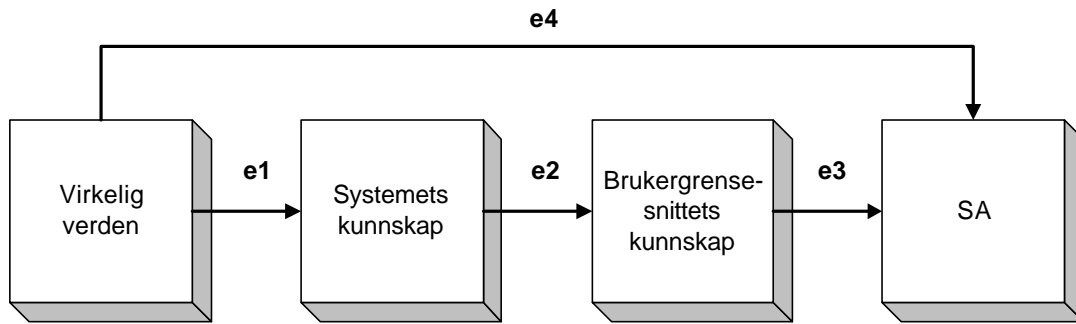 e4
Virkelig
verden
e1
Systemets
kunnskap
e2
Brukergrense-
snittets
kunnskap
e3
SA